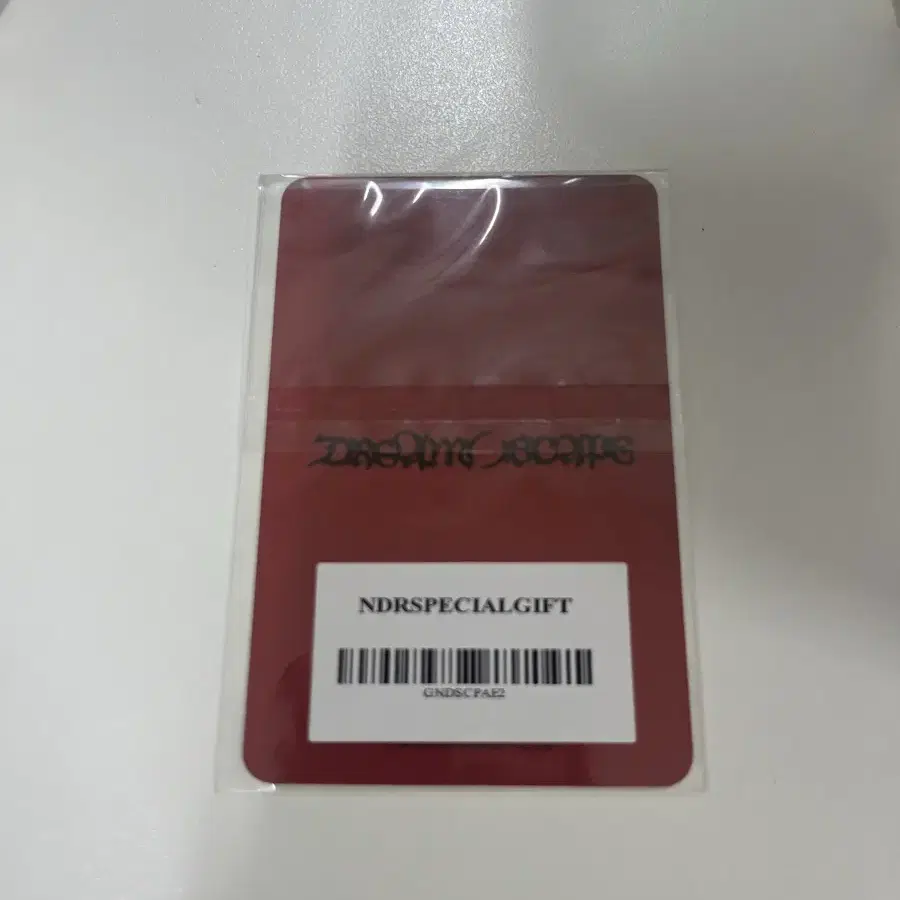 DREAM( )SCAPE
NDRSPECIALGIFT
GNDSCPAE2